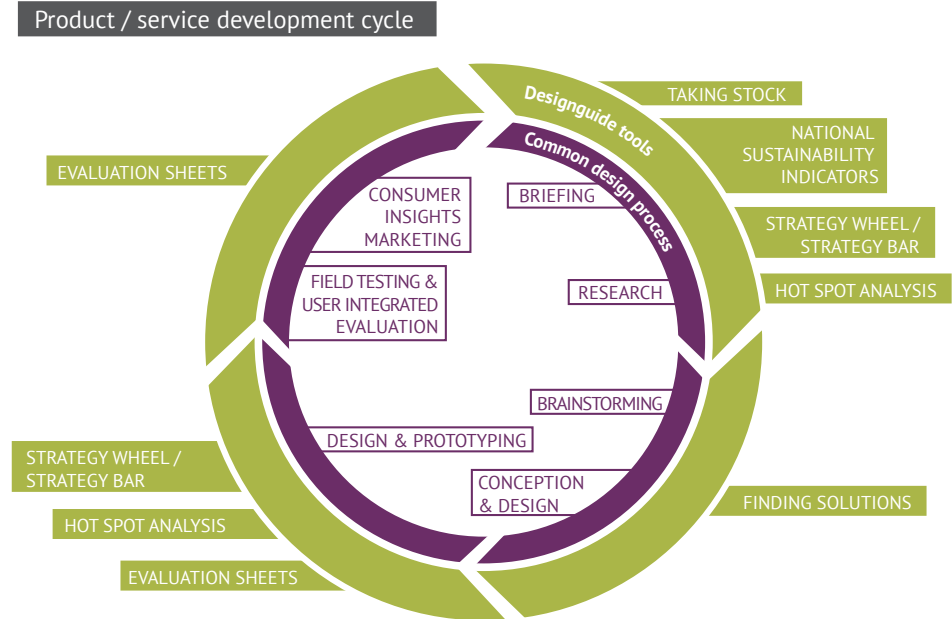 Product / service development cycle
Designguide tools
Common design process
TAKING STOCK
NATIONAL
SUSTAINABILITY
INDICATORS
STRATEGY WHEEL /
STRATEGY BAR
HOT SPOT ANALYSIS
FINDING SOLUTIONS
EVALUATION SHEETS
HOT SPOT ANALYSIS
STRATEGY WHEEL /
STRATEGY BAR
EVALUATION SHEETS
BRIEFING
RESEARCH
BRAINSTORMING
CONCEPTION
& DESIGN
DESIGN & PROTOTYPING
FIELD TESTING &
USER INTEGRATED
EVALUATION
CONSUMER
INSIGHTS
MARKETING